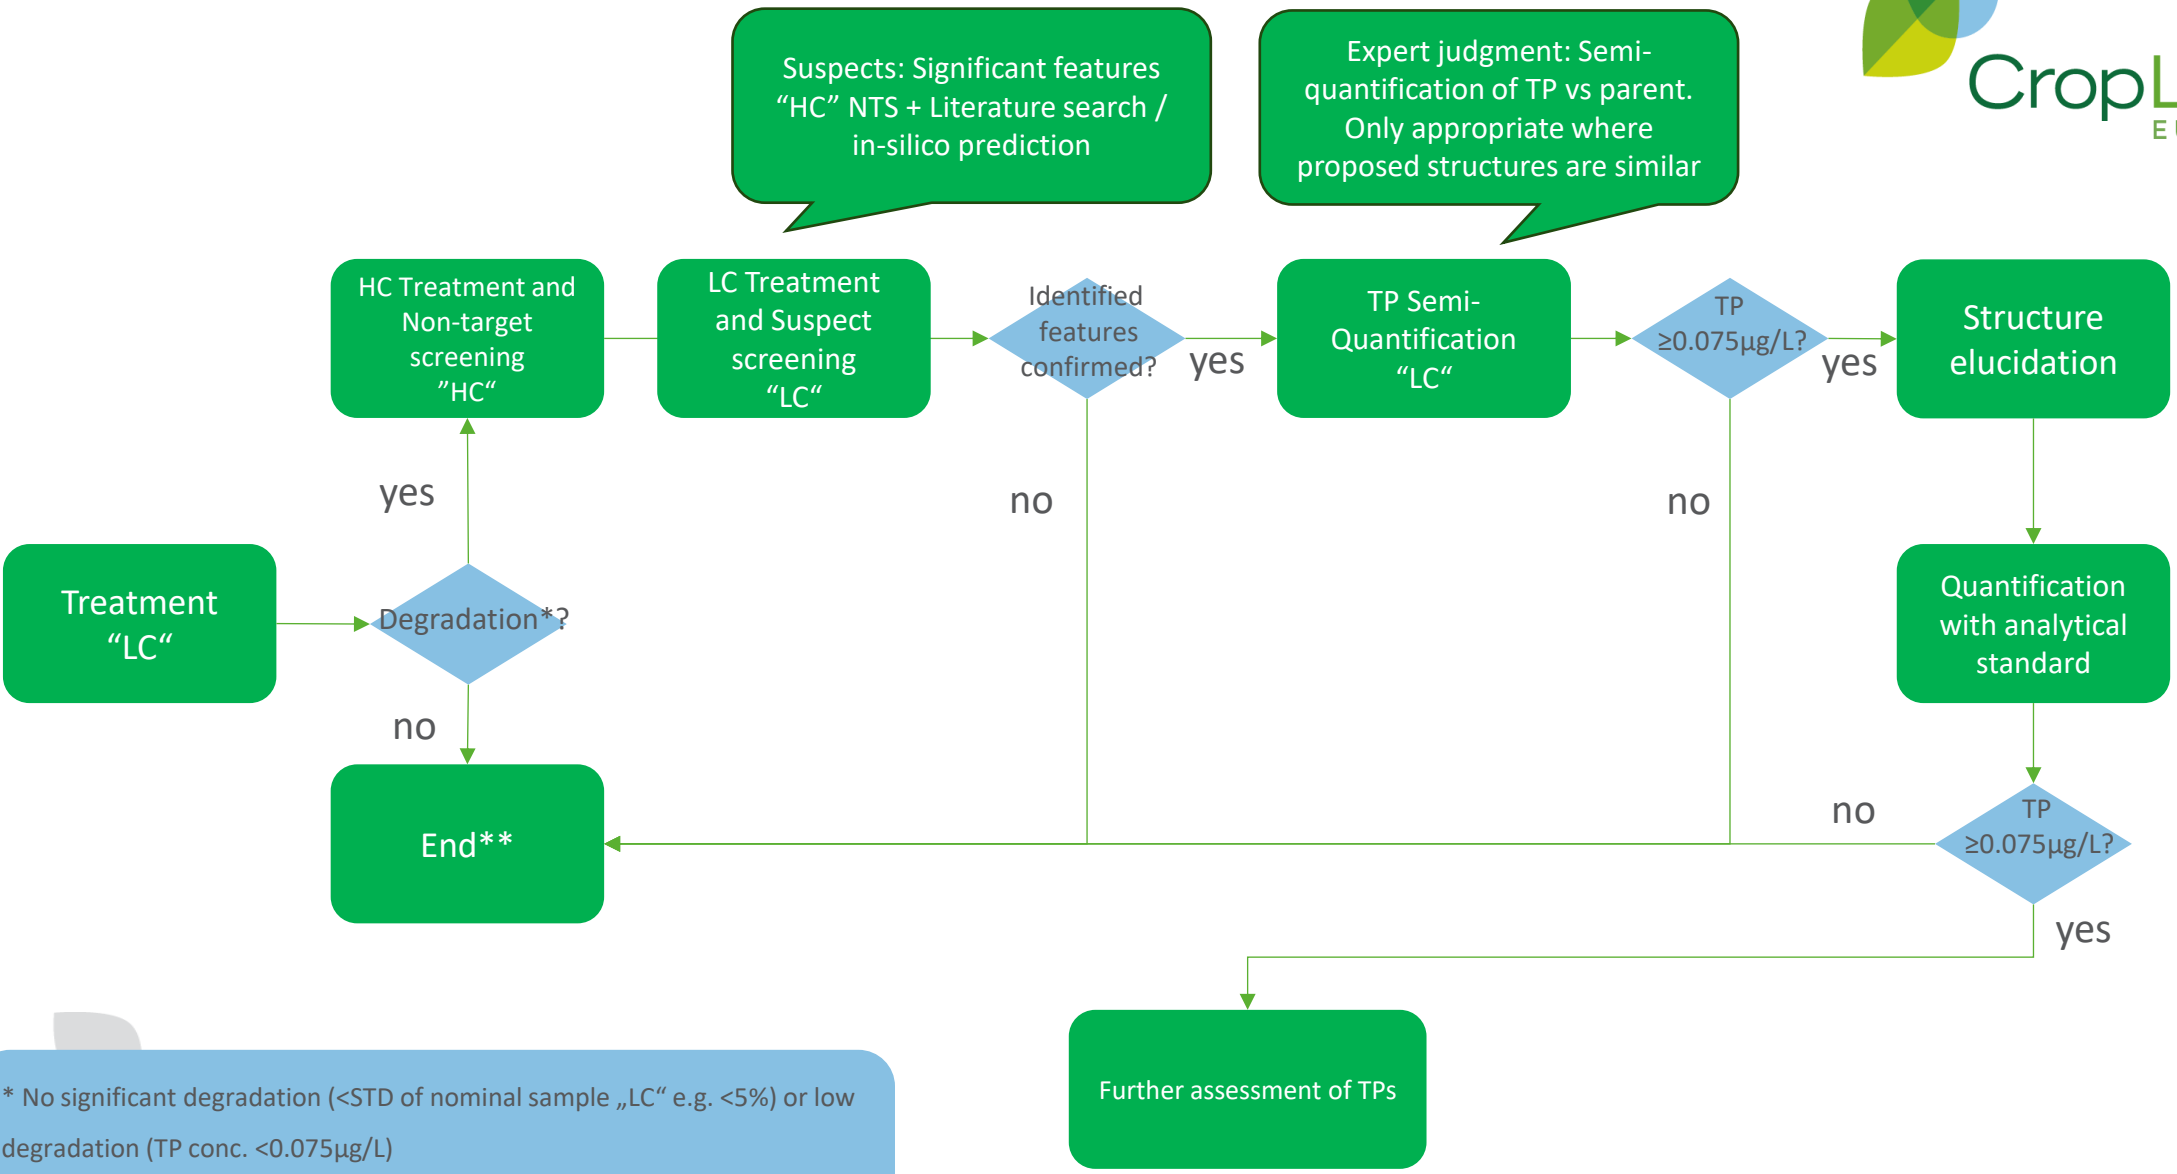 Suspects: Significant features
“HC” NTS + Literature search /
in-silico prediction
Expert judgment: Semi-
quantification of TP vs parent.
Only appropriate where
proposed structures are similar
Crop
HC Treatment and
Non-target
screening
”HC“
LC Treatment
and Suspect
screening
“LC“
Identified
features
confirmed?
yes
TP Semi-
Quantification
“LC“
TP
≥0.075µg/L?
yes
Structure
elucidation
yes
no
no
Treatment
“LC“
Degradation*?
Quantification
with analytical
standard
no
End**
no
TP
≥0.075µg/L?
yes
Further assessment of TPs
* No significant degradation (<STD of nominal sample „LC“ e.g. <5%) or low
degradation (TP conc. <0.075µg/L)